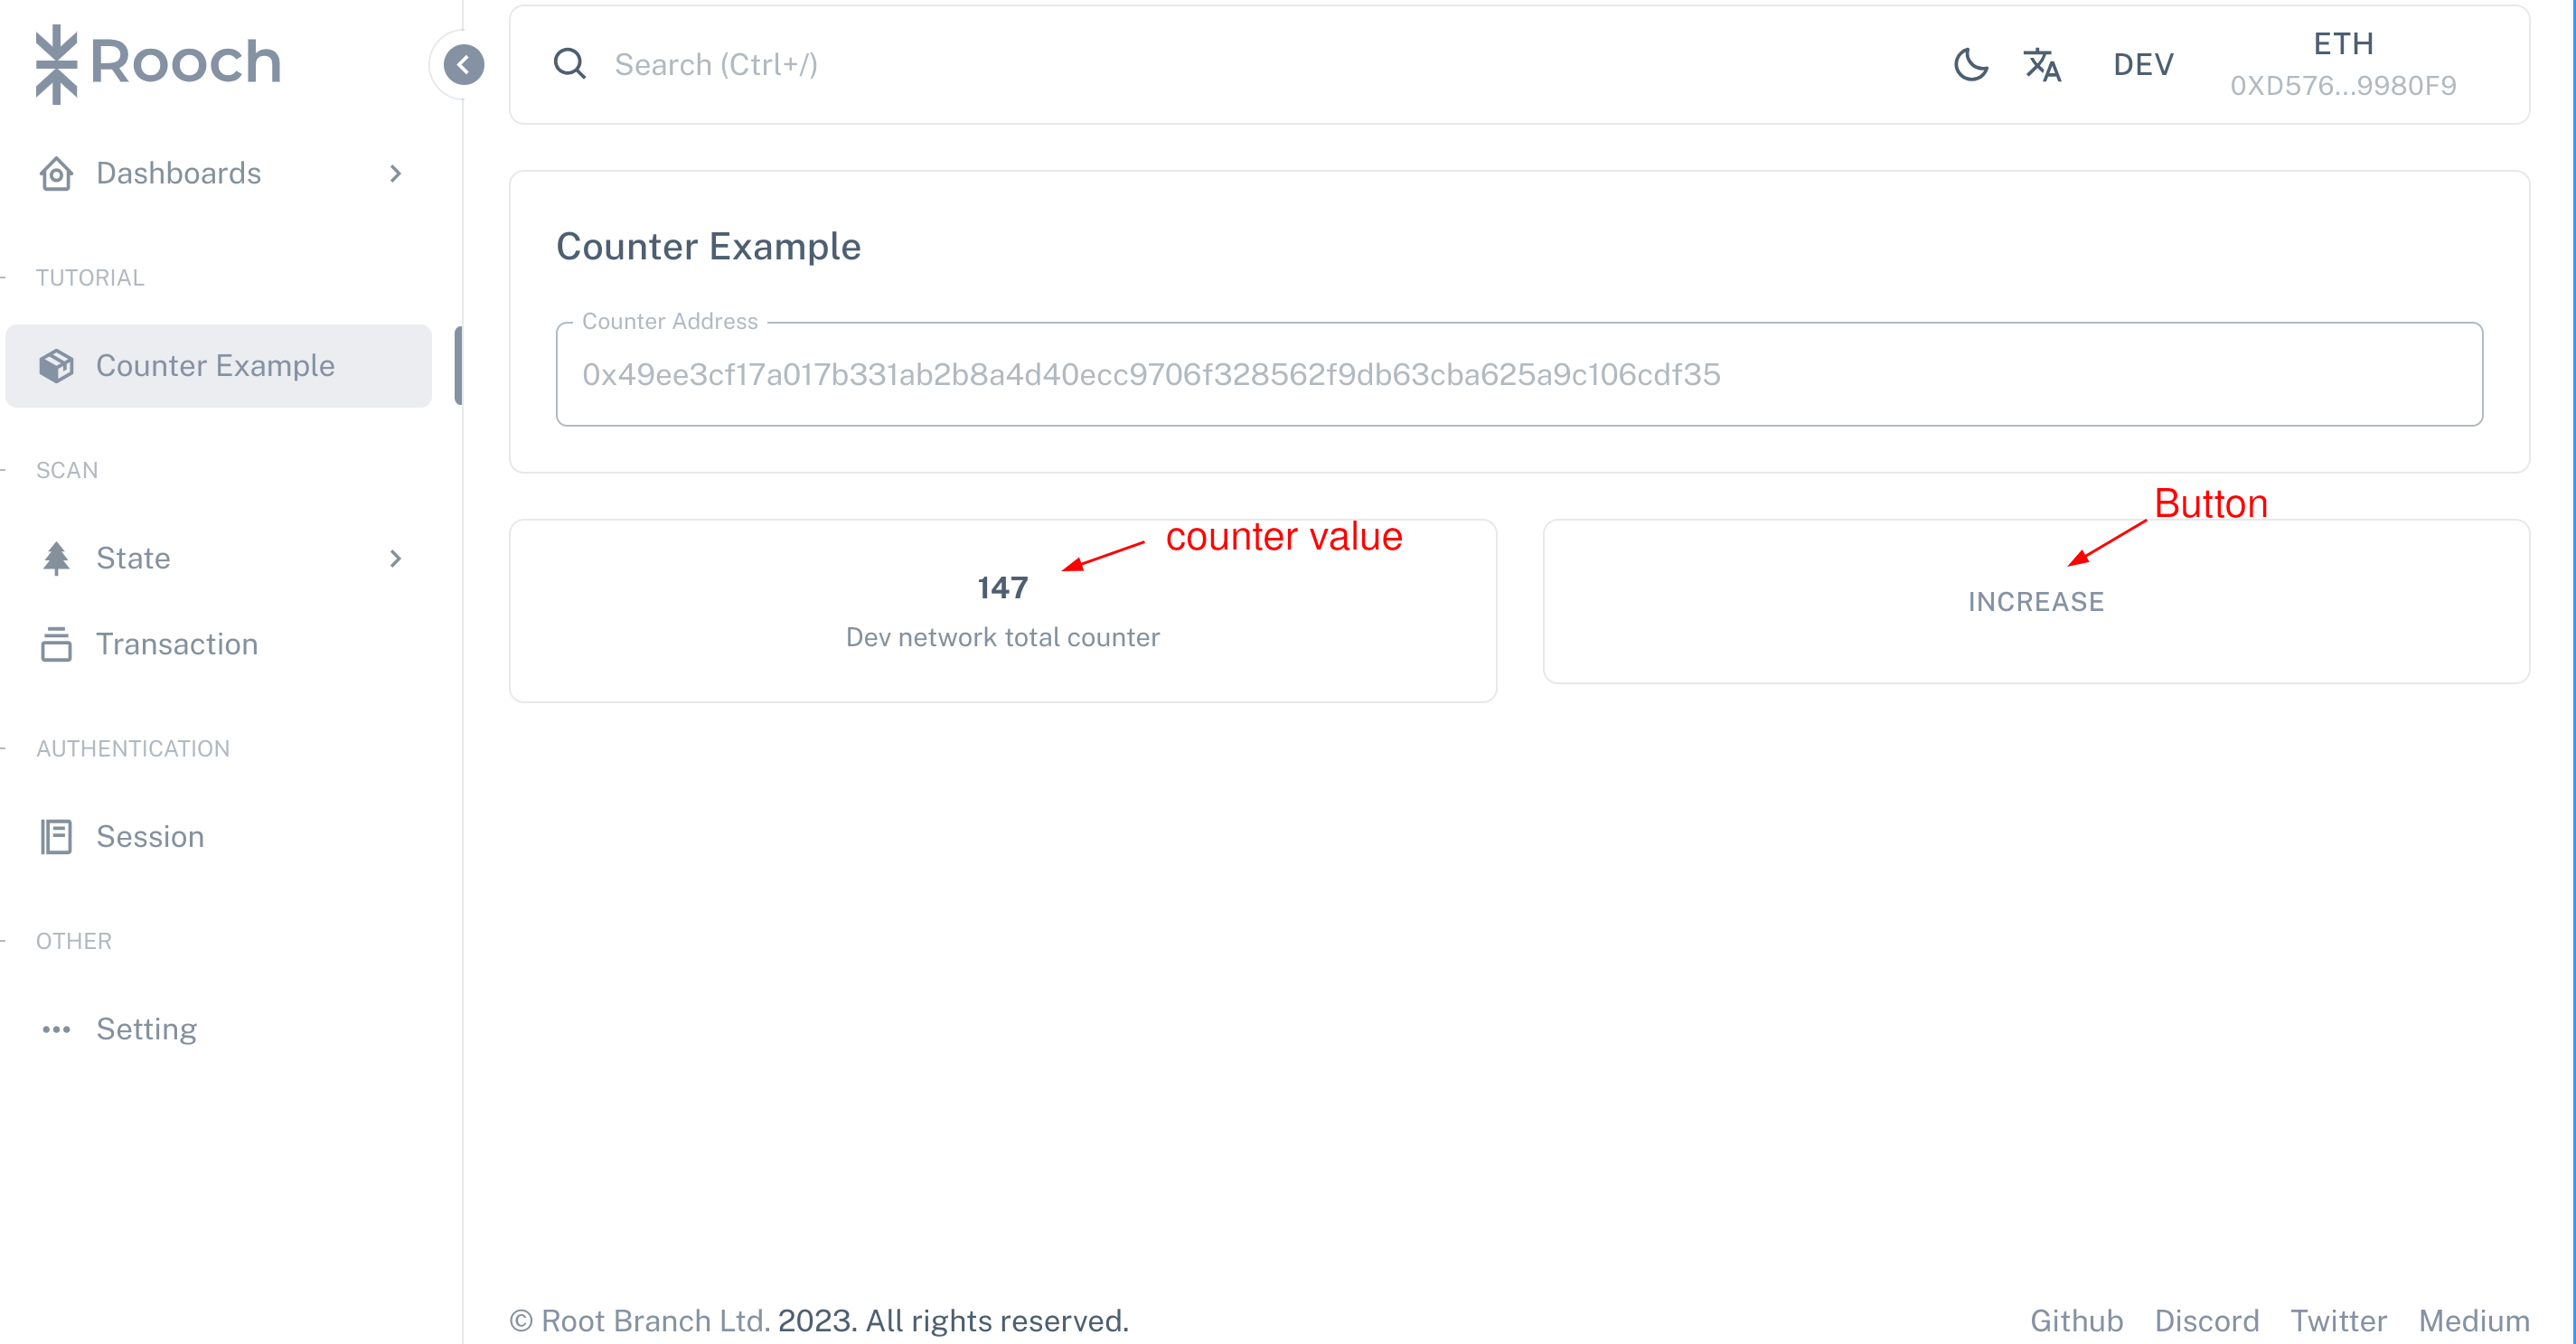 Rooch
Search (Ctrl+/)
DEV
ETH
0XD576...9980F9
Dashboards
TUTORIAL
Counter Example
SCAN
State
Transaction
AUTHENTICATION
Session
OTHER
Setting
Counter Example
Counter Address
0x49ee3cf17a017b331ab2b8a4d40ecc9706f328562f9db63cba625a9c106cdf35
counter value
147
Dev network total counter
Button
INCREASE
© Root Branch Ltd. 2023. All rights reserved.
Github Discord Twitter Medium